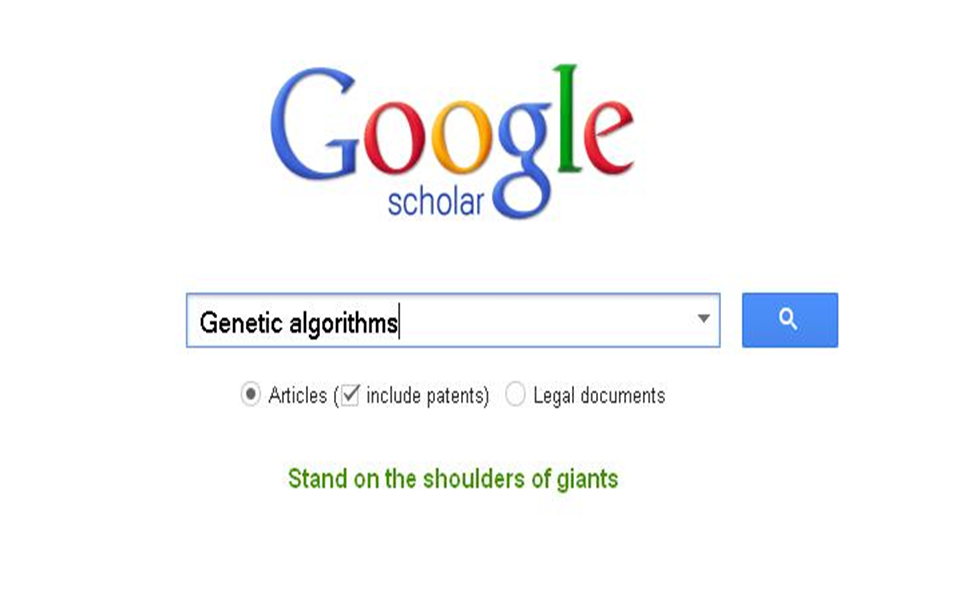 Google
scholar
Genetic algorithms
Articles (include patents) Legal documents
Stand on the shoulders of giants